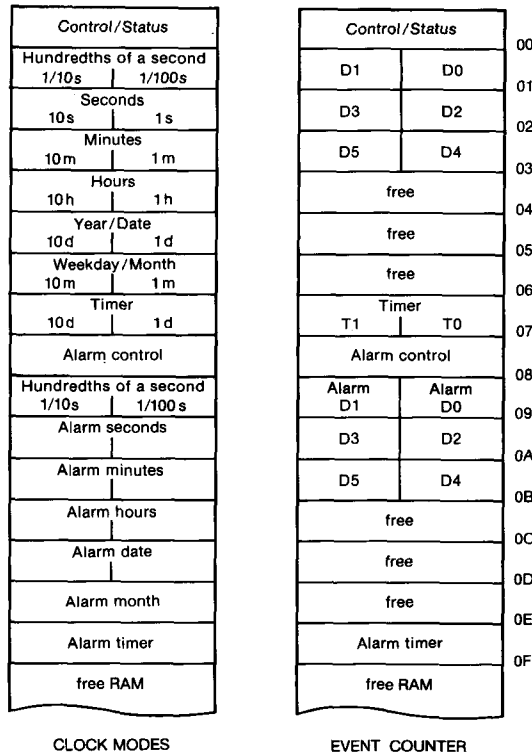 Control/Status
Hundredths of a second
1/10s 1/100s
Seconds
10s 1s
Minutes
10m 1m
Hours
10h 1h
Year/Date
10d 1d
Weekday/Month
10m 1m
Timer
10d 1d
Alarm control
Hundredths of a second
1/10s 1/100s
Alarm seconds
Alarm minutes
Alarm hours
Alarm date
Alarm month
Alarm timer
free RAM
CLOCK MODES
Control/Status
00
D1 D0
01
D3 D2
02
D5 D4
03
free
04
free
05
free
06
Timer
T1 T0
07
Alarm control
08
Alarm Alarm
D1 D0
09
D3 D2
0A
D5 D4
0B
free
0C
free
0D
free
0E
Alarm timer
0F
free RAM
EVENT COUNTER